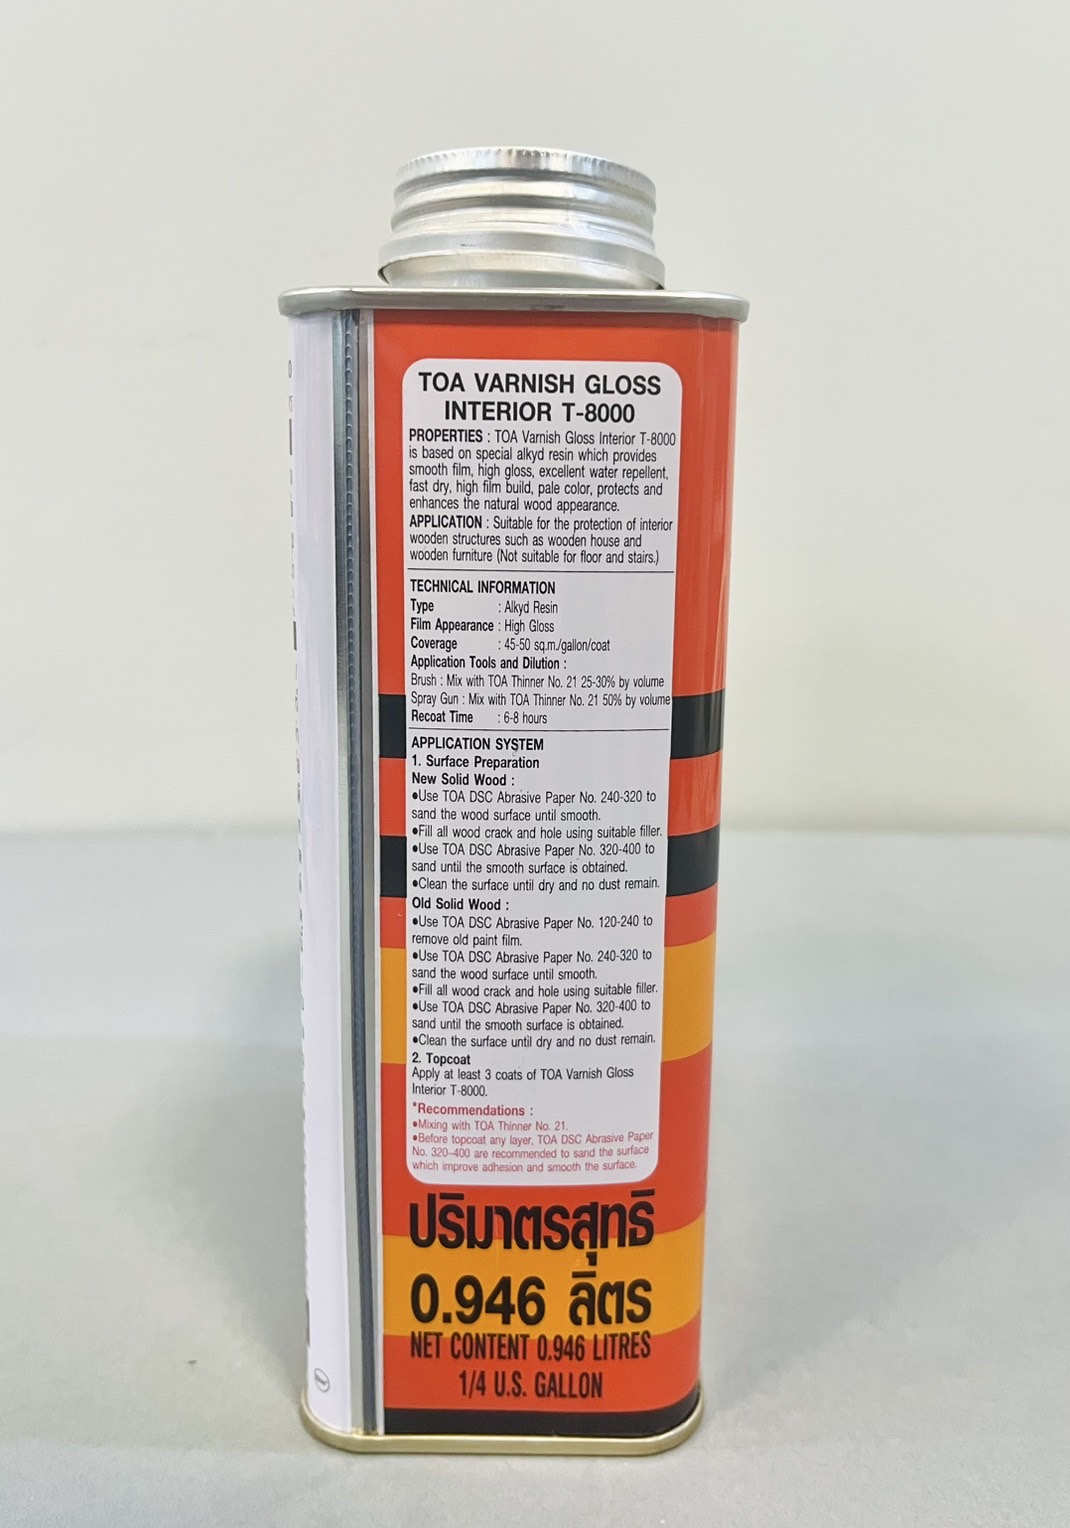 TOA VARNISH GLOSS
INTERIOR T-8000
PROPERTIES : TOA Varnish Gloss Interior T-8000
is based on special alkyd resin which provides
smooth film, high gloss, excellent water repellent,
fast dry, high film build, pale color, protects and
enhances the natural wood appearance.
APPLICATION : Suitable for the protection of interior
wooden structures such as wooden house and
wooden furniture (Not suitable for floor and stairs.)
TECHNICAL INFORMATION
Type : Alkyd Resin
Film Appearance : High Gloss
Coverage : 45-50 sq.m./gallon/coat
Application Tools and Dilution :
Brush : Mix with TOA Thinner No. 21 25-30% by volume
Spray Gun : Mix with TOA Thinner No. 21 50% by volume
Recoat Time : 6-8 hours
APPLICATION SYSTEM
1. Surface Preparation
New Solid Wood :
•Use TOA DSC Abrasive Paper No. 240-320 to
sand the wood surface until smooth.
•Fill all wood crack and hole using suitable filler.
•Use TOA DSC Abrasive Paper No. 320-400 to
sand until the smooth surface is obtained.
•Clean the surface until dry and no dust remain.
Old Solid Wood :
•Use TOA DSC Abrasive Paper No. 120-240 to
remove old paint film.
•Use TOA DSC Abrasive Paper No. 240-320 to
sand the wood surface until smooth.
•Fill all wood crack and hole using suitable filler.
•Use TOA DSC Abrasive Paper No. 320-400 to
sand until the smooth surface is obtained.
•Clean the surface until dry and no dust remain.
2. Topcoat
Apply at least 3 coats of TOA Varnish Gloss
Interior T-8000.
*Recommendations :
•Mixing with TOA Thinner No. 21.
•Before topcoat any layer, TOA DSC Abrasive Paper
No. 320-400 are recommended to sand the surface
which improve adhesion and smooth the surface.
ปริมาตรสุทธิ
0.946 ลิตร
NET CONTENT 0.946 LITRES
1/4 U.S. GALLON